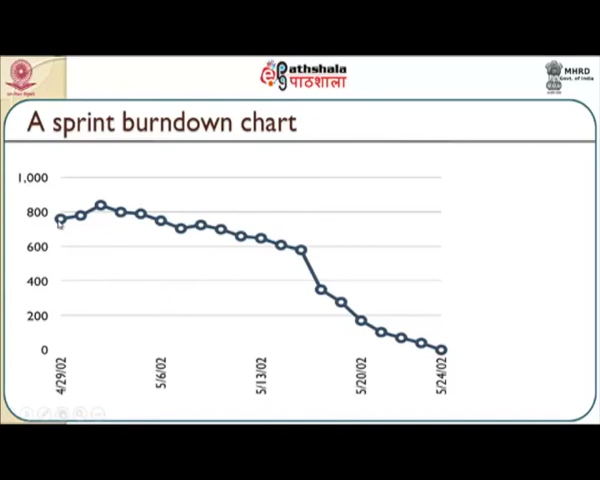 Pathshala
पाठशाला
MHRD
Govt. of India
A sprint burndown chart
1,000
800
600
400
200
0
4/29/02
5/6/02
5/13/02
5/20/02
5/24/02